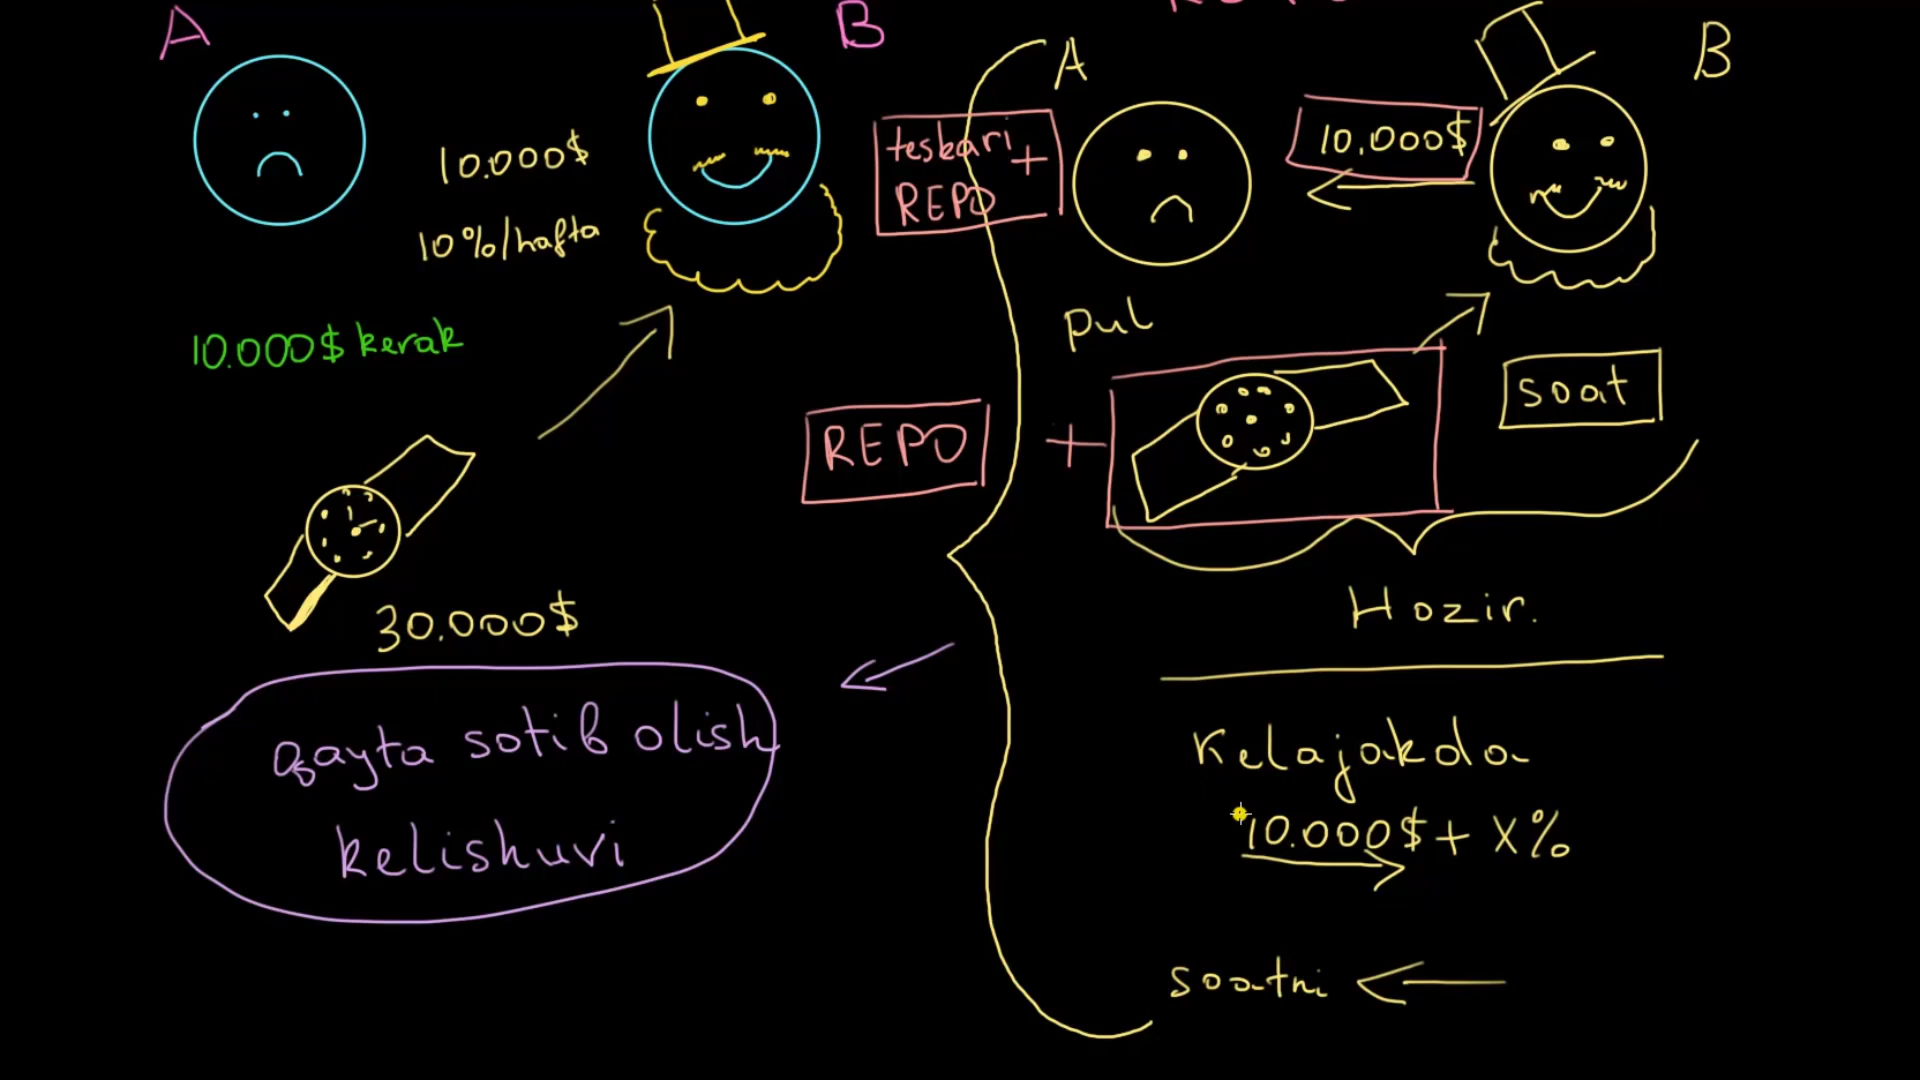 A
B
10.000$
10%/hafta
10.000$ kerak
30.000$
qayta sotib olish
kelishuvi
teskari +
REPO
REPO +
A
B
10.000$
pul
soat
Hozir.
Kelajakda
10.000$ + X%
soatni